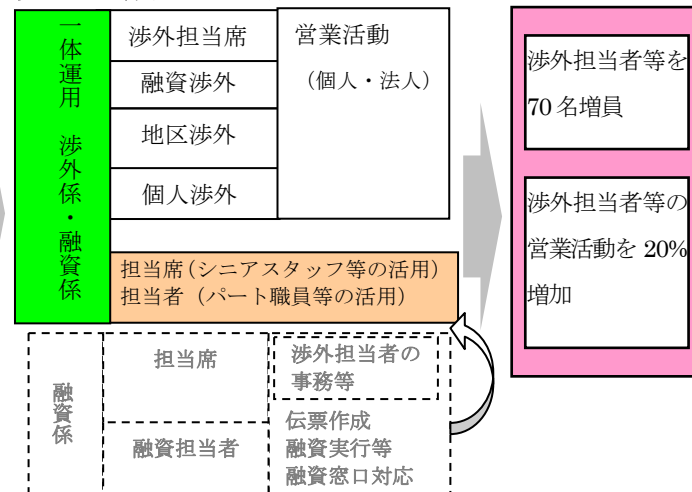 一体運用 渉外係・融資係
渉外担当席
融資渉外
地区渉外
個人渉外
営業活動
（個人・法人）
担当席（シニアスタッフ等の活用）
担当者（パート職員等の活用）
融資係
担当席
融資担当者
渉外担当者の
事務等
伝票作成
融資実行等
融資窓口対応
渉外担当者等を
70名増員
渉外担当者等の
営業活動を20%
増加